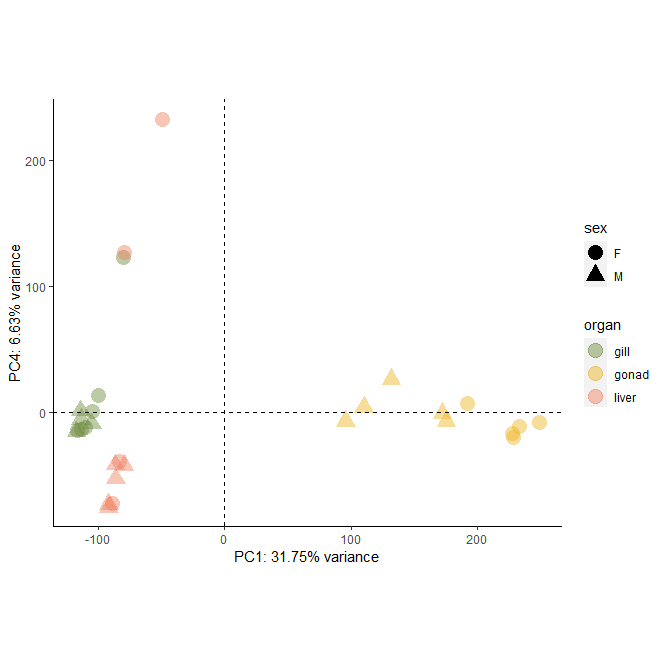 200
100
0
-100
0
100
200
PC1: 31.75% variance
PC4: 6.63% variance
sex
F
M
organ
gill
gonad
liver